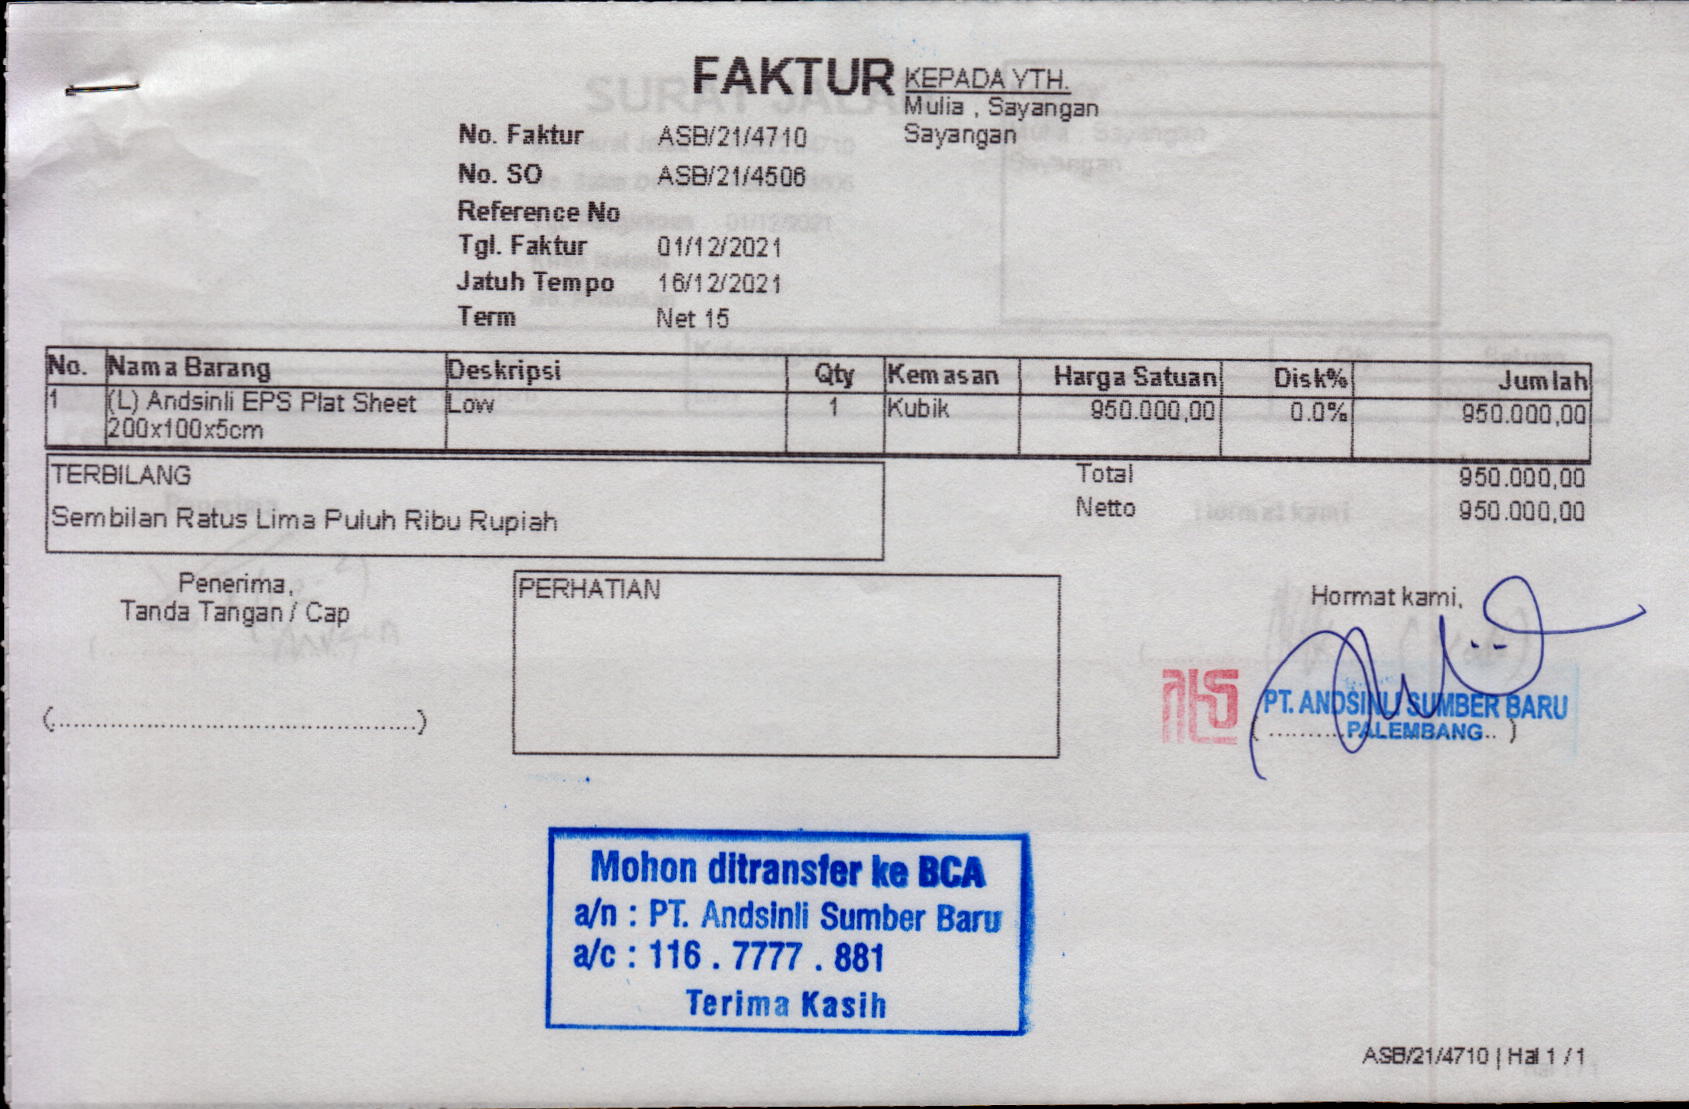 FAKTUR
KEPADA YTH.
Mulia , Sayangan
Sayangan
No. Faktur ASB/21/4710
No. SO ASB/21/4506
Reference No
Tgl. Faktur 01/12/2021
Jatuh Tempo 16/12/2021
Term Net 15
No. Nama Barang Deskripsi Qty Kemasan Harga Satuan Disk% Jumlah
1 (L) Andsinli EPS Plat Sheet Low 1 Kubik 950.000,00 0.0% 950.000,00
200x100x5cm
TERBILANG
Sembilan Ratus Lima Puluh Ribu Rupiah
Total 950.000,00
Netto 950.000,00
Penerima,
Tanda Tangan / Cap
(................................................)
PERHATIAN
Hormat kami,
PT. ANDSINLI SUMBER BARU
PALEMBANG
Mohon ditransfer ke BCA
a/n : PT. Andsinli Sumber Baru
a/c : 116 . 7777 . 881
Terima Kasih
ASB/21/4710 | Hal 1 / 1